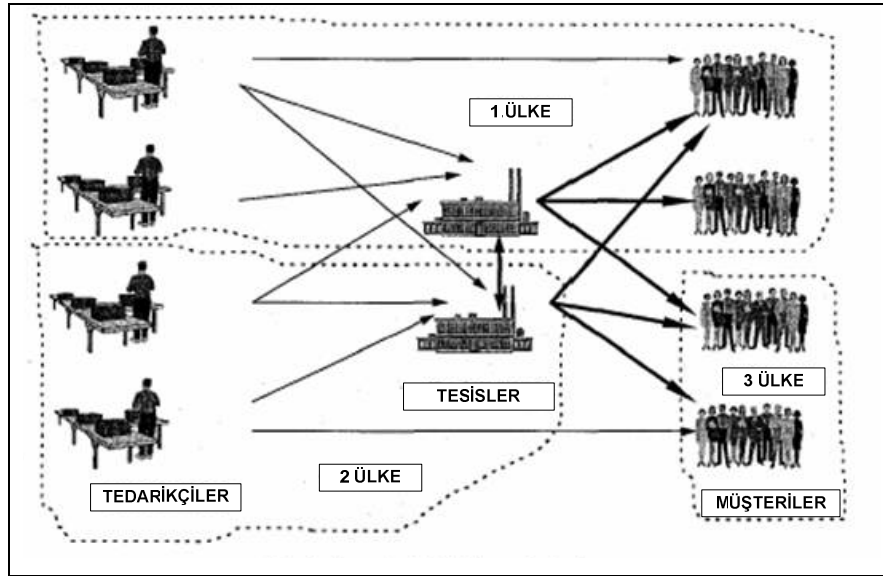 1.ÜLKE
TESİSLER
3 ÜLKE
2 ÜLKE
TEDARİKÇİLER
MÜŞTERİLER